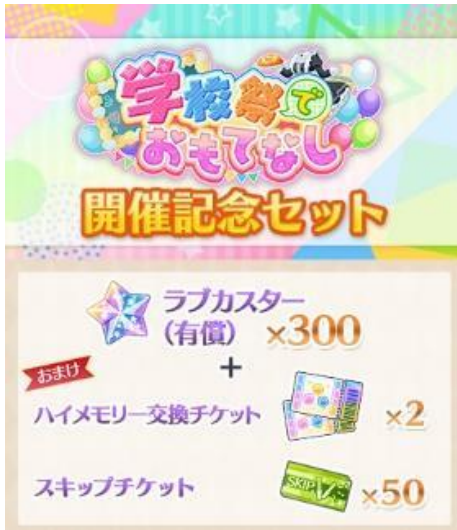 学校祭で
おもてなし
開催記念セット
ラブカスター
(有償) ×300
+
おまけ
ハイメモリー交換チケット ×2
スキップチケット SKIP ×50